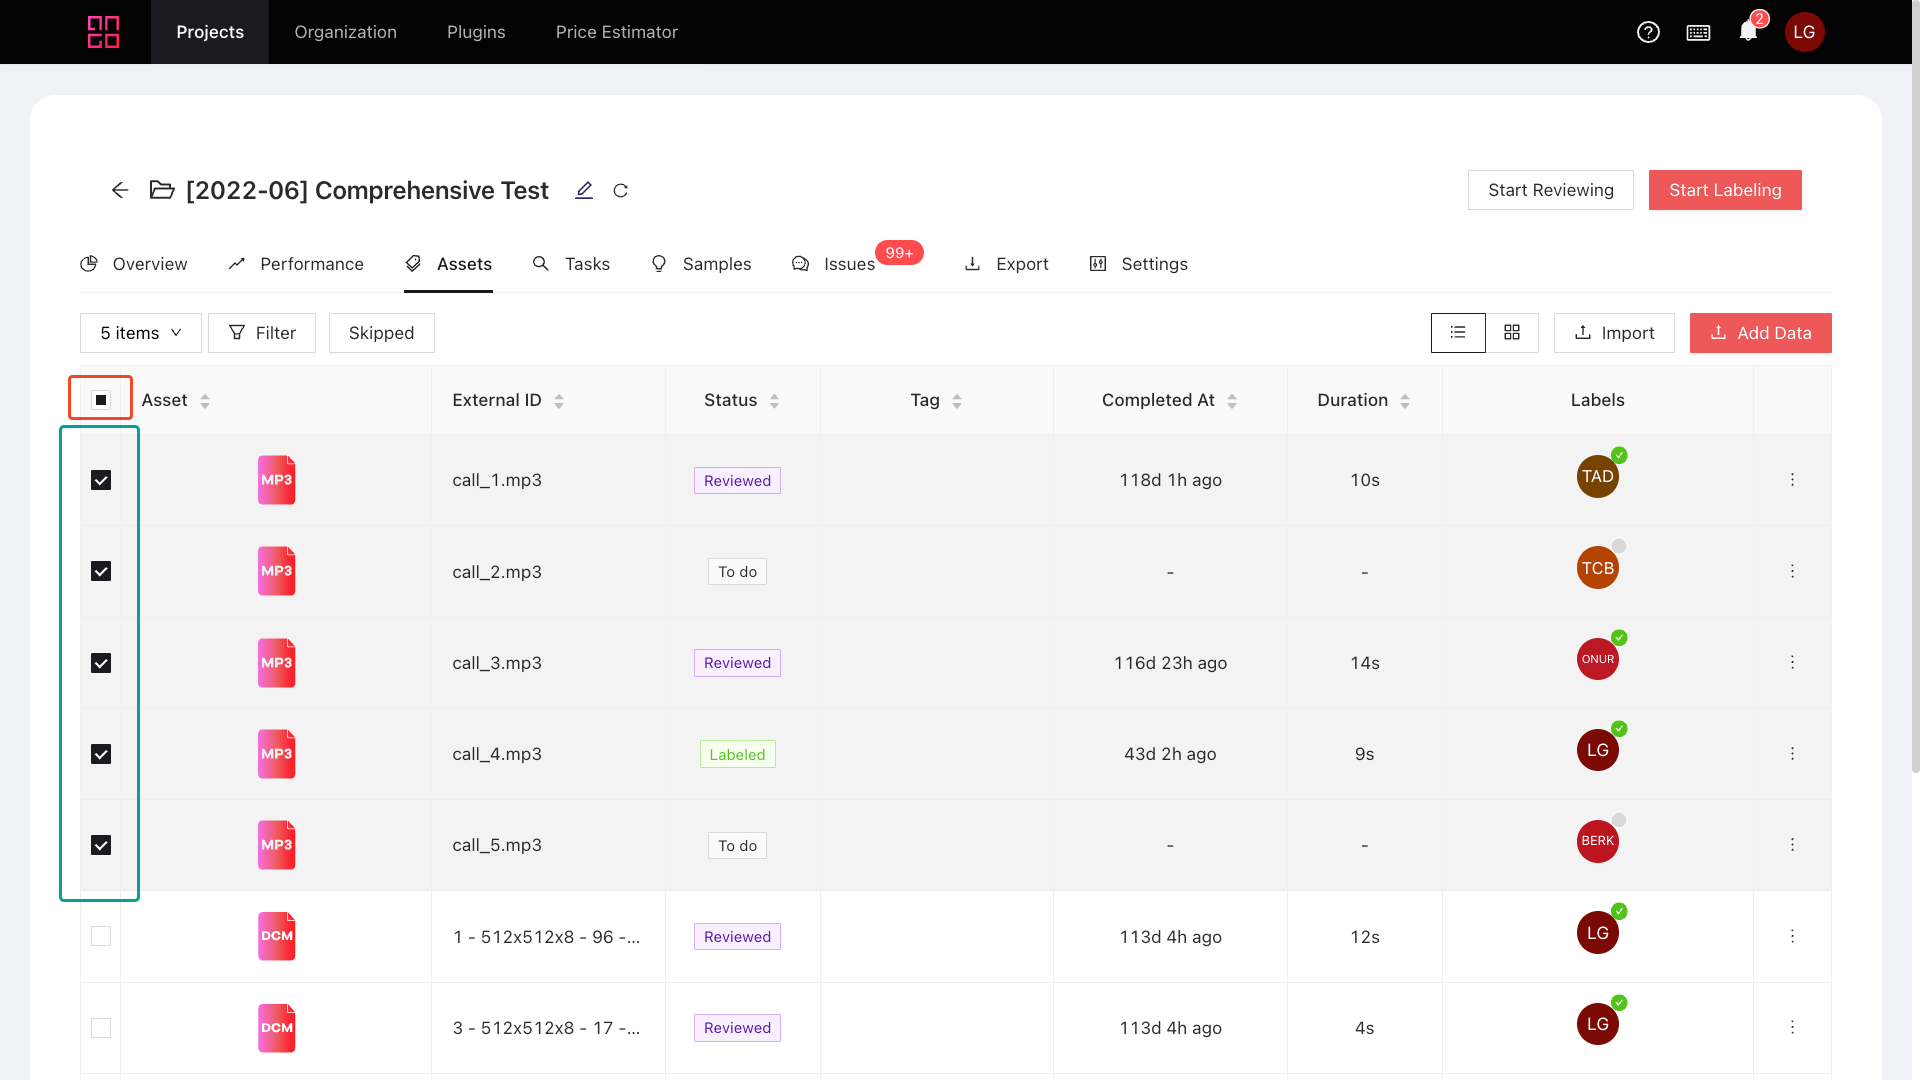 Projects
Organization
Plugins
Price Estimator
2
LG
[2022-06] Comprehensive Test
Start Reviewing
Start Labeling
Overview
Performance
Assets
Tasks
Samples
Issues
99+
Export
Settings
5 items
Filter
Skipped
Import
Add Data
Asset
External ID
Status
Tag
Completed At
Duration
Labels
MP3
call_1.mp3
Reviewed
118d 1h ago
10s
TAD
MP3
call_2.mp3
To do
-
-
TCB
MP3
call_3.mp3
Reviewed
116d 23h ago
14s
ONUR
MP3
call_4.mp3
Labeled
43d 2h ago
9s
LG
MP3
call_5.mp3
To do
-
-
BERK
DCM
1 - 512x512x8 - 96 -...
Reviewed
113d 4h ago
12s
LG
DCM
3 - 512x512x8 - 17 -...
Reviewed
113d 4h ago
4s
LG